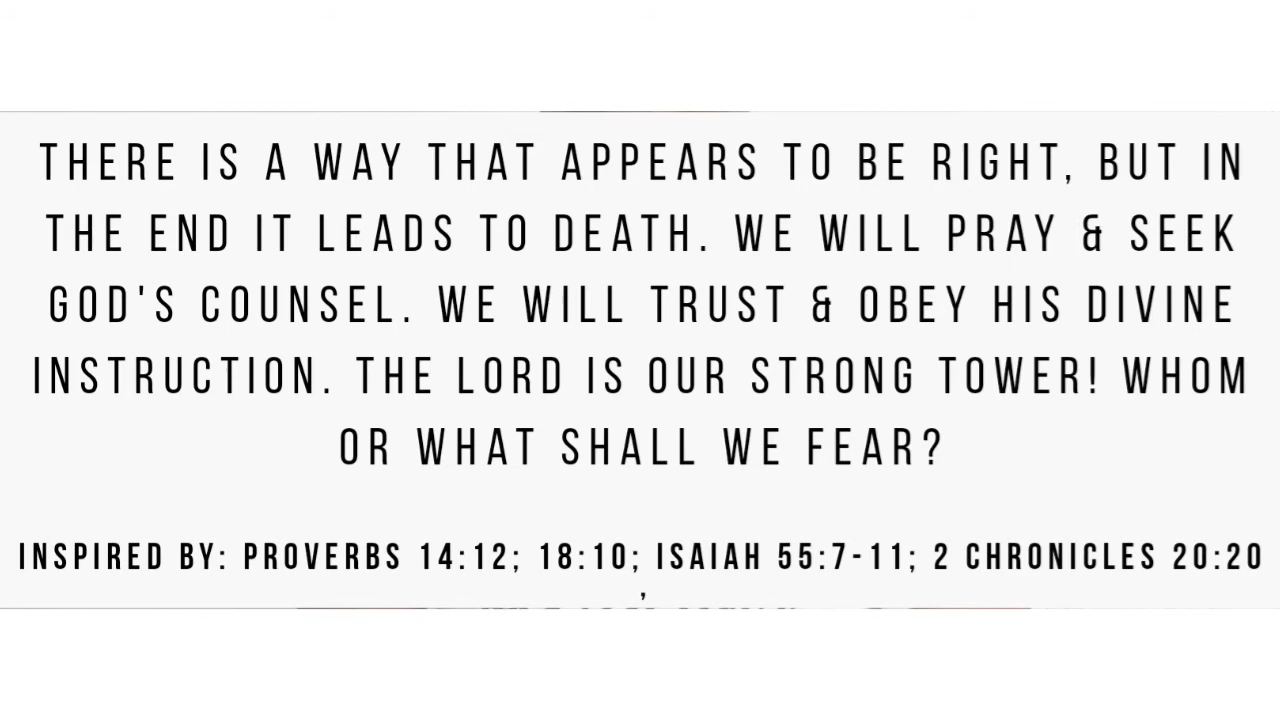 THERE IS A WAY THAT APPEARS TO BE RIGHT, BUT IN
THE END IT LEADS TO DEATH. WE WILL PRAY & SEEK
GOD'S COUNSEL. WE WILL TRUST & OBEY HIS DIVINE
INSTRUCTION. THE LORD IS OUR STRONG TOWER! WHOM
OR WHAT SHALL WE FEAR?
INSPIRED BY: PROVERBS 14:12; 18:10; ISAIAH 55:7-11; 2 CHRONICLES 20:20
,